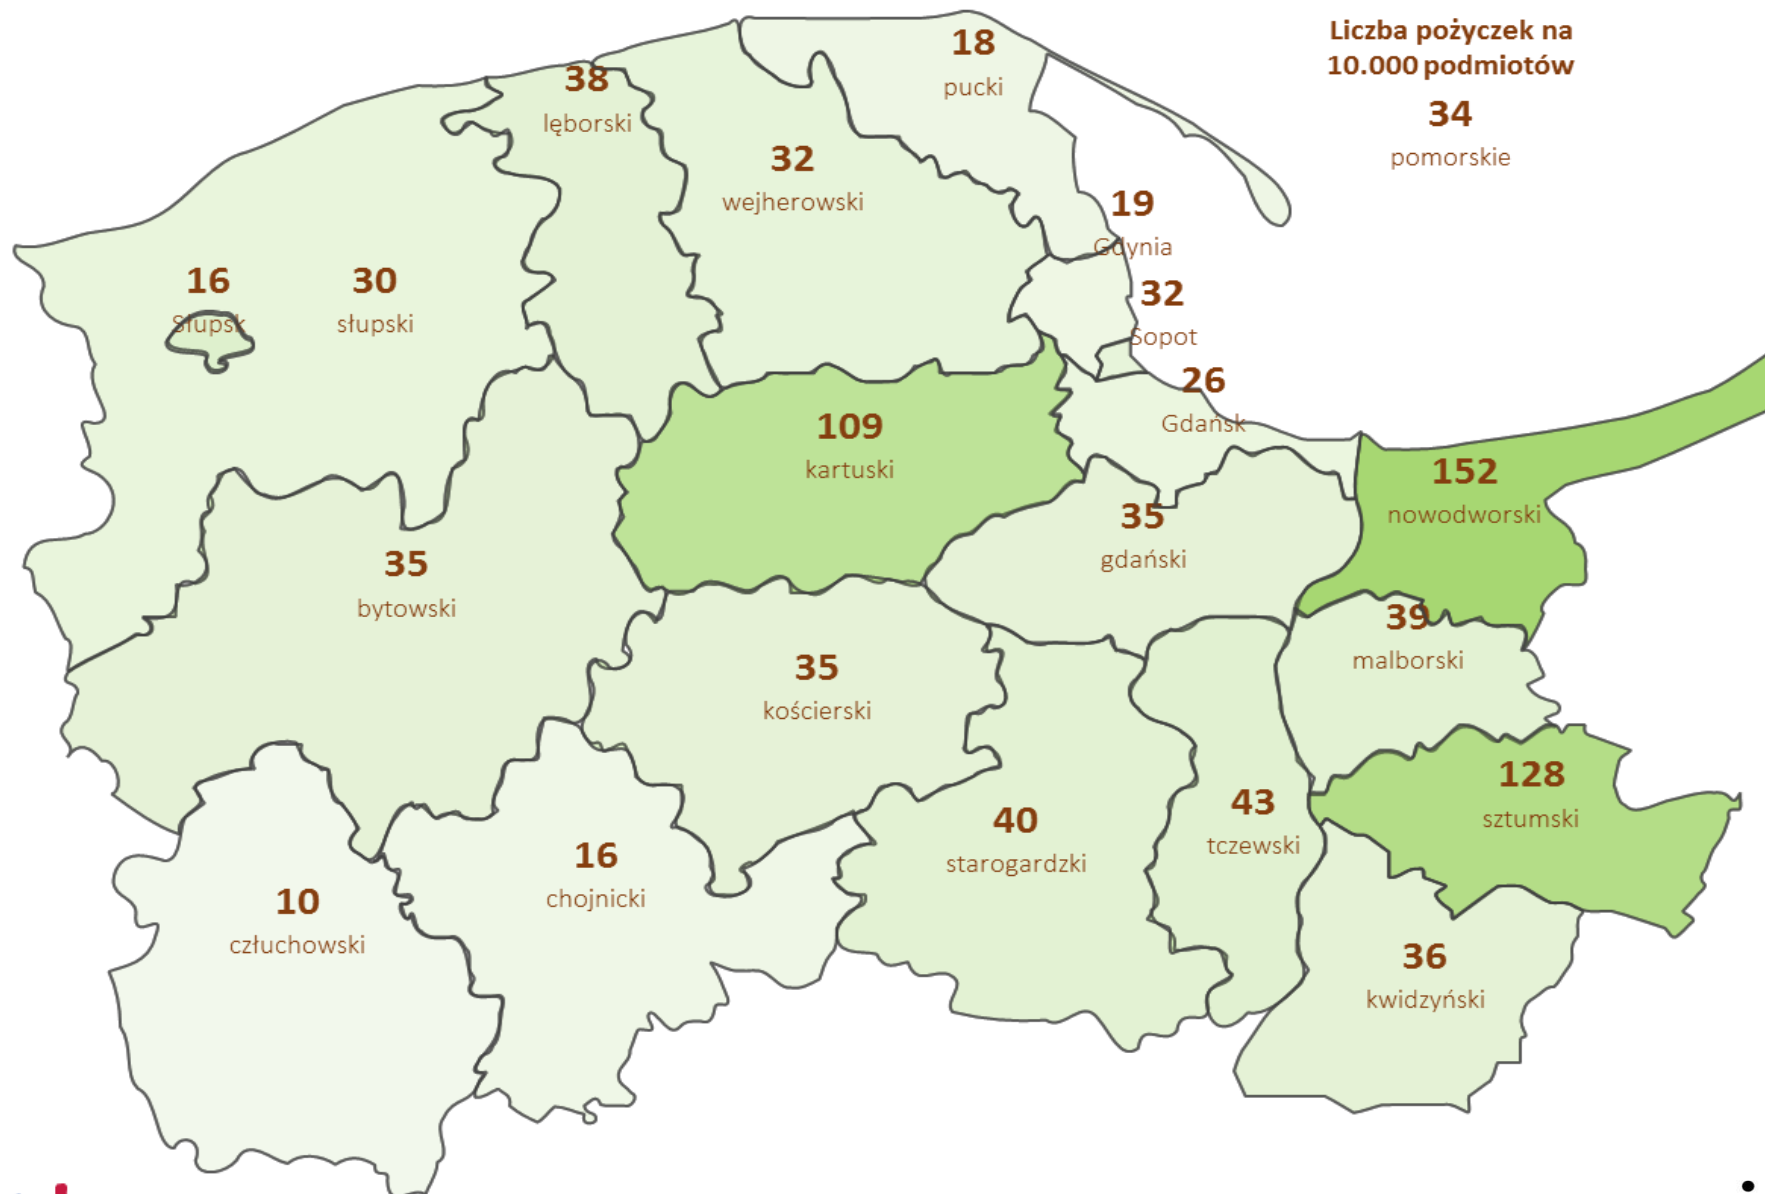 Liczba pożyczek na
10.000 podmiotów
34
pomorskie
18
pucki
38
lęborski
32
wejherowski
19
Gdynia
16
Słupsk
30
słupski
32
Sopot
26
Gdańsk
109
kartuski
152
nowodworski
35
gdański
35
bytowski
39
malborski
35
kościerski
128
sztumski
43
tczewski
40
starogardzki
16
chojnicki
10
człuchowski
36
kwidzyński